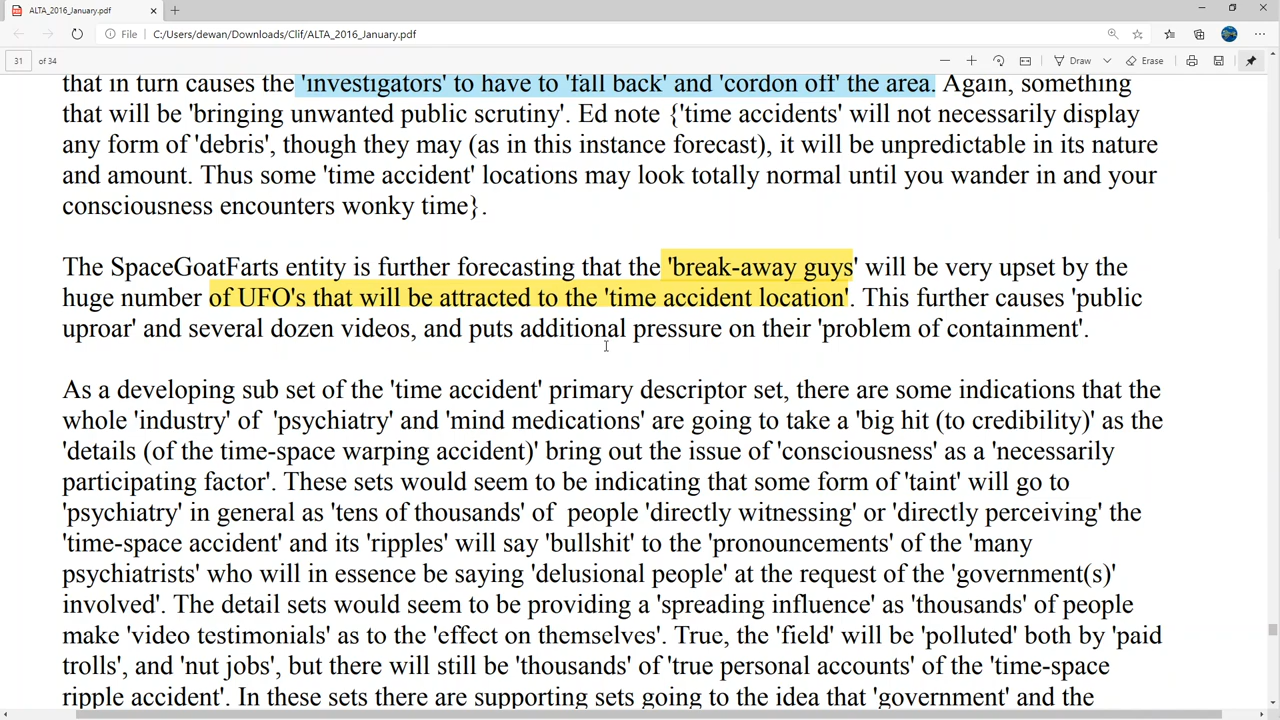 ALTA_2016_January.pdf
File
C:/Users/dewan/Downloads/Clif/ALTA_2016_January.pdf
31 of 34
Draw
Erase
that in turn causes the 'investigators' to have to 'fall back' and 'cordon off' the area. Again, something
that will be 'bringing unwanted public scrutiny'. Ed note {'time accidents' will not necessarily display
any form of 'debris', though they may (as in this instance forecast), it will be unpredictable in its nature
and amount. Thus some 'time accident' locations may look totally normal until you wander in and your
consciousness encounters wonky time}.
The SpaceGoatFarts entity is further forecasting that the 'break-away guys' will be very upset by the
huge number of UFO's that will be attracted to the 'time accident location'. This further causes 'public
uproar' and several dozen videos, and puts additional pressure on their 'problem of containment'.
As a developing sub set of the 'time accident' primary descriptor set, there are some indications that the
whole 'industry' of 'psychiatry' and 'mind medications' are going to take a 'big hit (to credibility)' as the
'details (of the time-space warping accident)' bring out the issue of 'consciousness' as a 'necessarily
participating factor'. These sets would seem to be indicating that some form of 'taint' will go to
'psychiatry' in general as 'tens of thousands' of people 'directly witnessing' or 'directly perceiving' the
'time-space accident' and its 'ripples' will say 'bullshit' to the 'pronouncements' of the 'many
psychiatrists' who will in essence be saying 'delusional people' at the request of the 'government(s)'
involved'. The detail sets would seem to be providing a 'spreading influence' as 'thousands' of people
make 'video testimonials' as to the 'effect on themselves'. True, the 'field' will be 'polluted' both by 'paid
trolls', and 'nut jobs', but there will still be 'thousands' of 'true personal accounts' of the 'time-space
ripple accident'. In these sets there are supporting sets going to the idea that 'government' and the